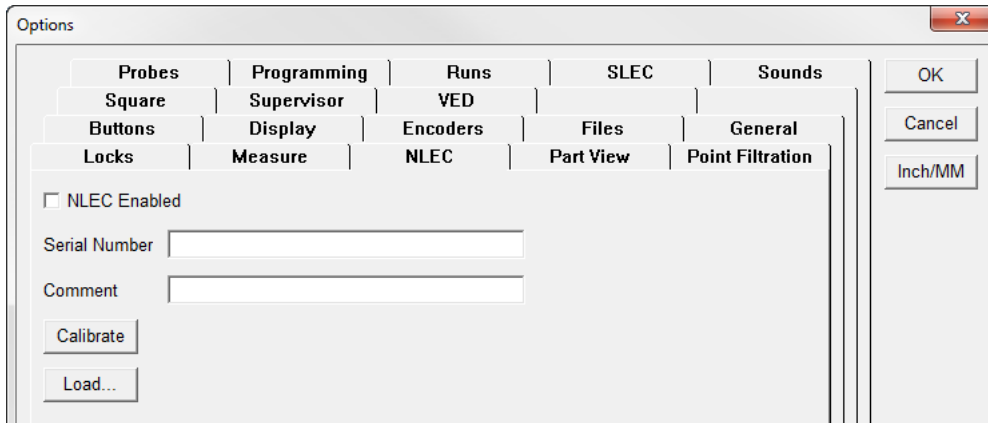 Options
Probes Programming Runs SLEC Sounds
Square Supervisor VED
Buttons Display Encoders Files General
Locks Measure NLEC Part View Point Filtration
NLEC Enabled
Serial Number
Comment
Calibrate
Load...
OK
Cancel
Inch/MM